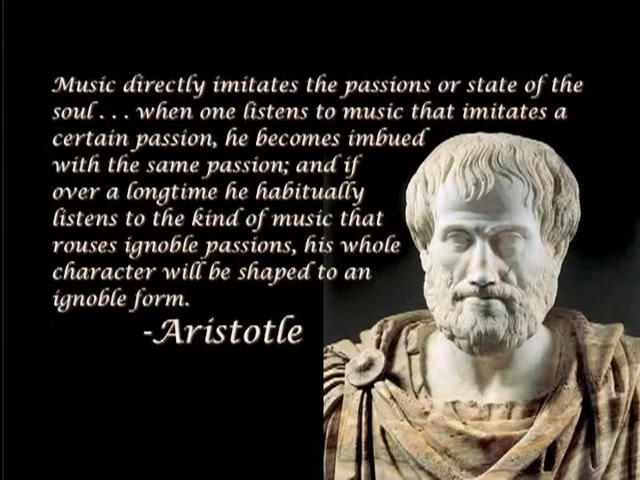 Music directly imitates the passions or state of the
soul . . . when one listens to music that imitates a
certain passion, he becomes imbued
with the same passion; and if
over a longtime he habitually
listens to the kind of music that
rouses ignoble passions, his whole
character will be shaped to an
ignoble form.
-Aristotle